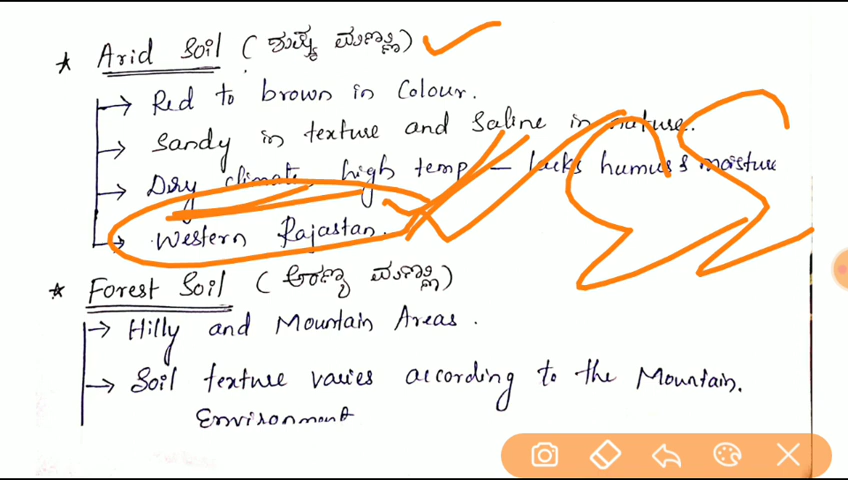 * Arid Soil (ಶುಷ್ಕ ಮಣ್ಣು)
→ Red to brown in Colour.
→ Sandy in texture and Saline in nature.
→ Dry climate, high temp – lacks humus & moisture
→ Western Rajastan.
* Forest Soil (ಅರಣ್ಯ ಮಣ್ಣು)
→ Hilly and Mountain Areas.
→ Soil texture varies according to the Mountain.
Environment